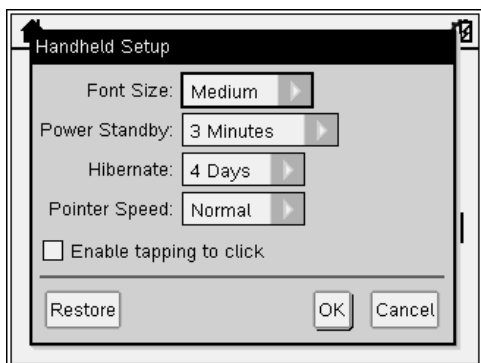 Handheld Setup
Font Size: Medium
Power Standby: 3 Minutes
Hibernate: 4 Days
Pointer Speed: Normal
Enable tapping to click
Restore OK Cancel